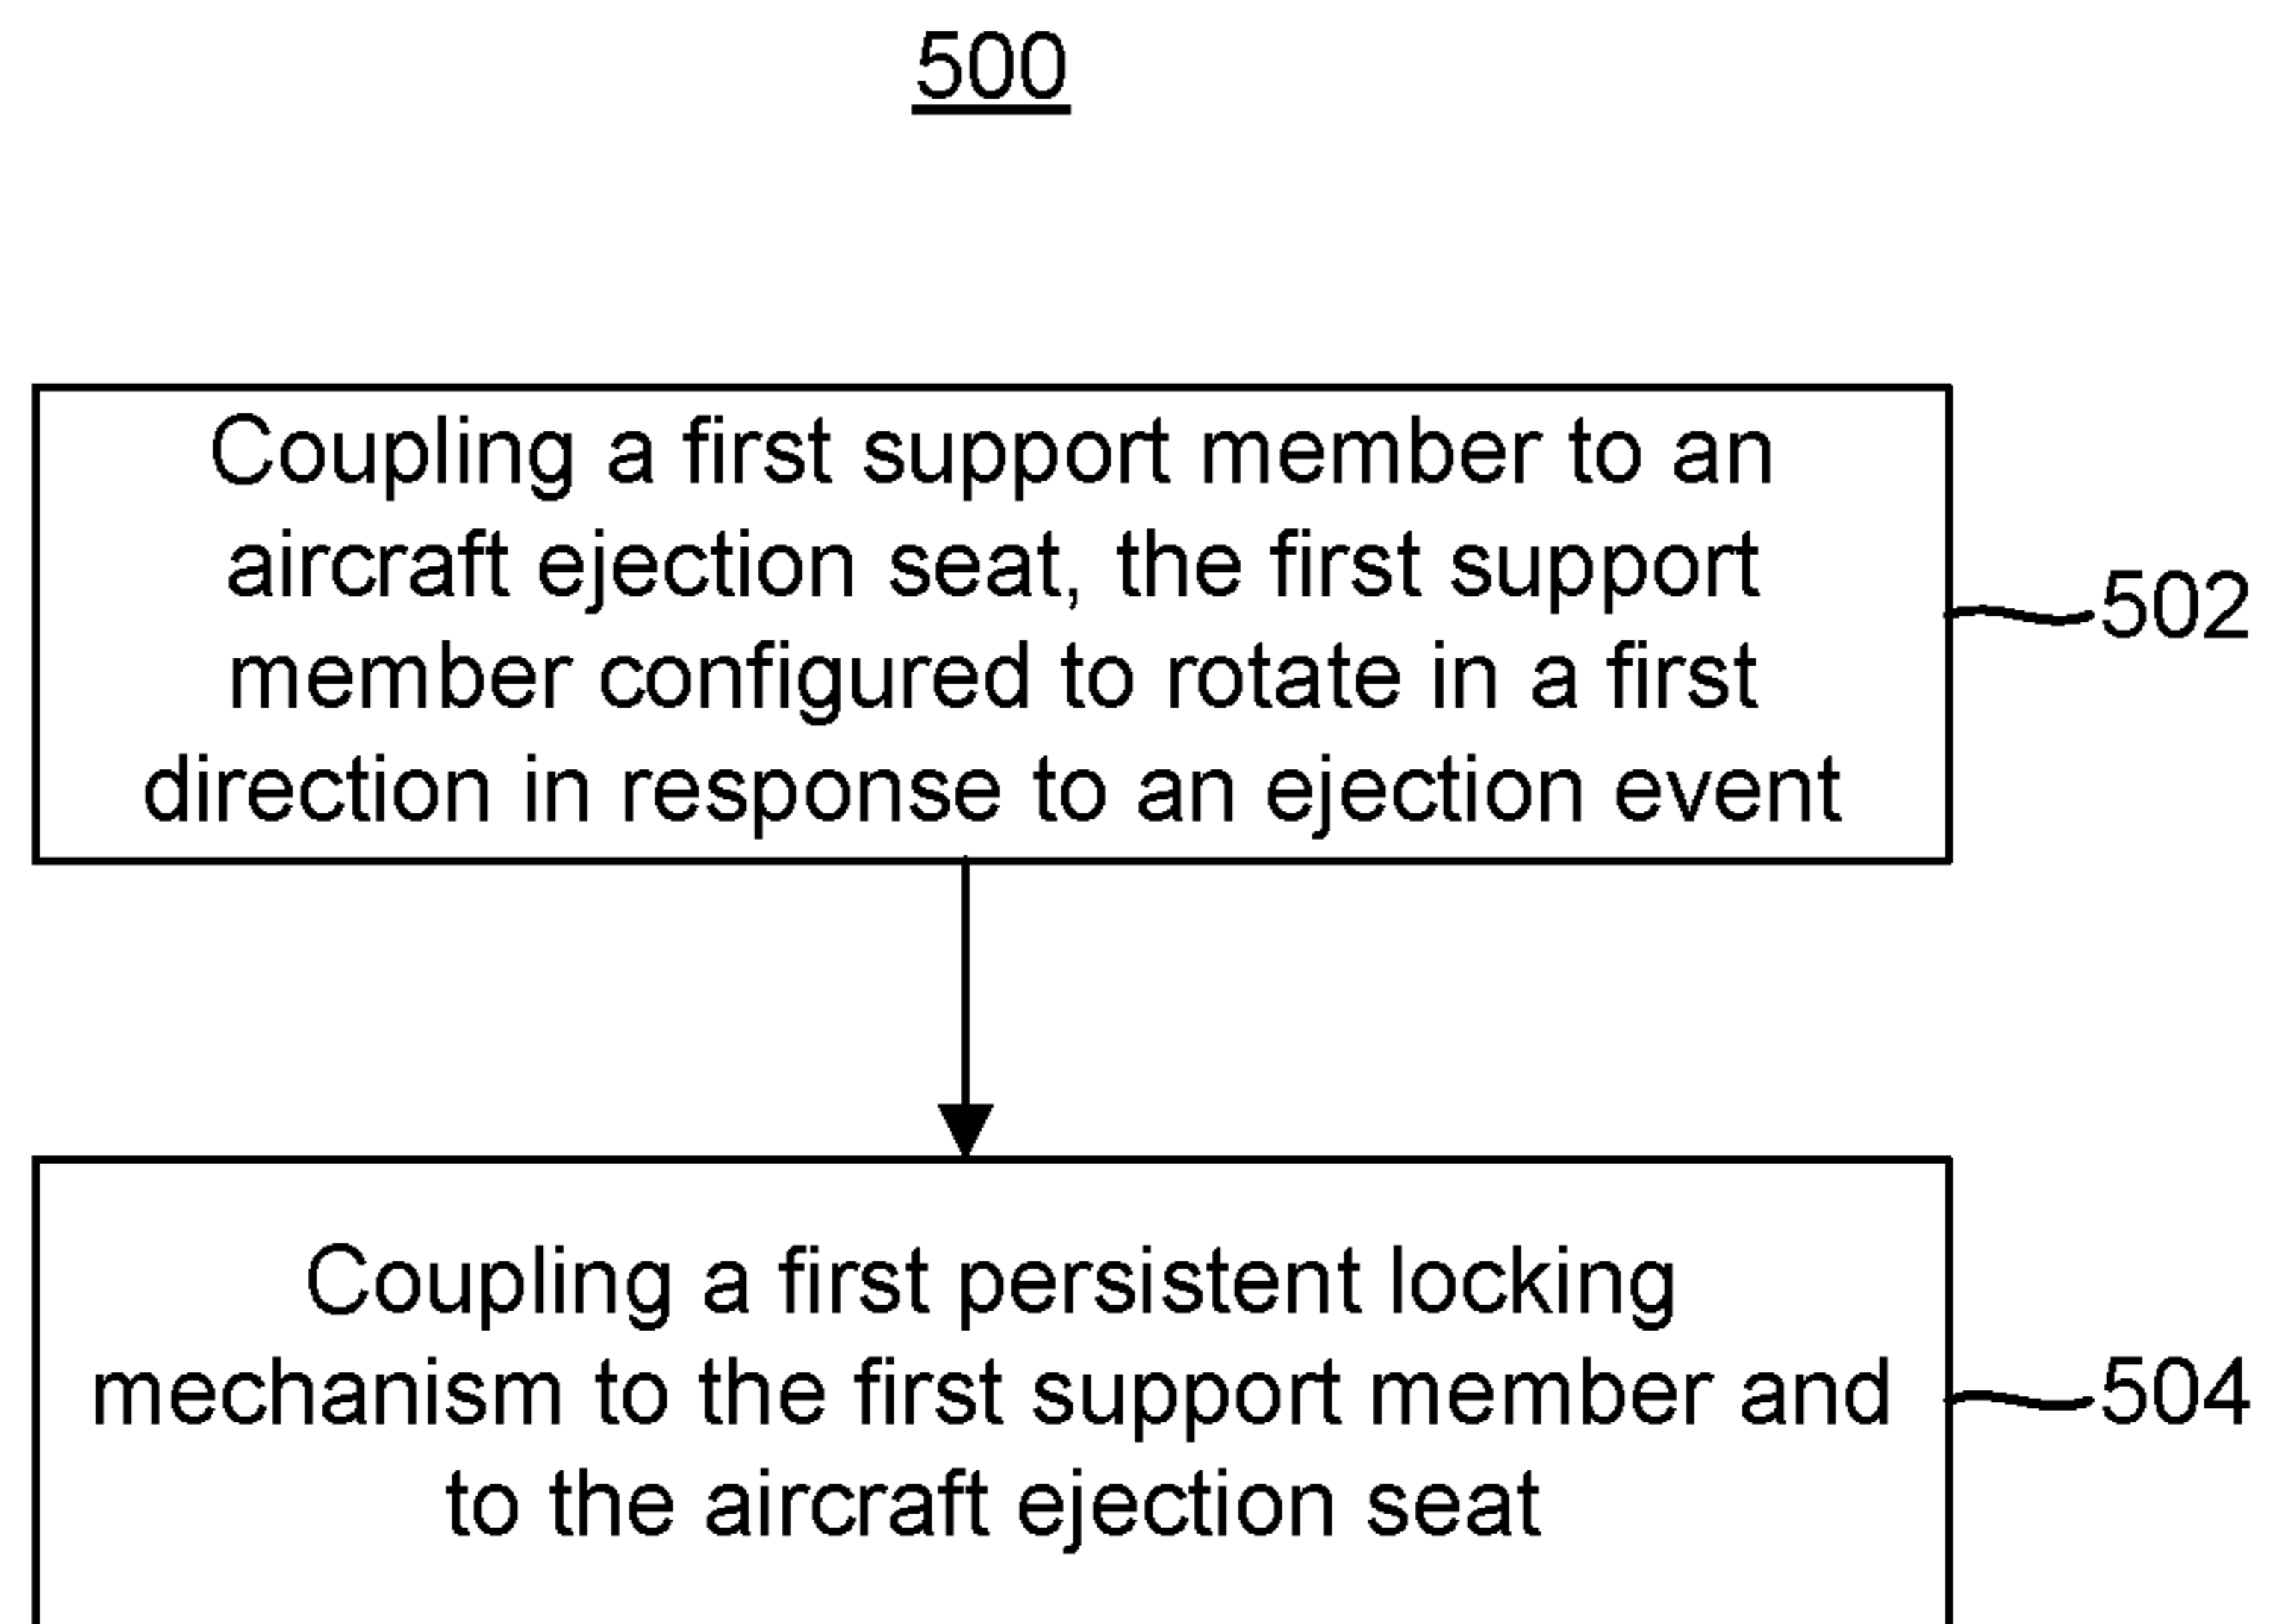 500
Coupling a first support member to an
aircraft ejection seat, the first support
member configured to rotate in a first
direction in response to an ejection event
502
Coupling a first persistent locking
mechanism to the first support member and
to the aircraft ejection seat
504